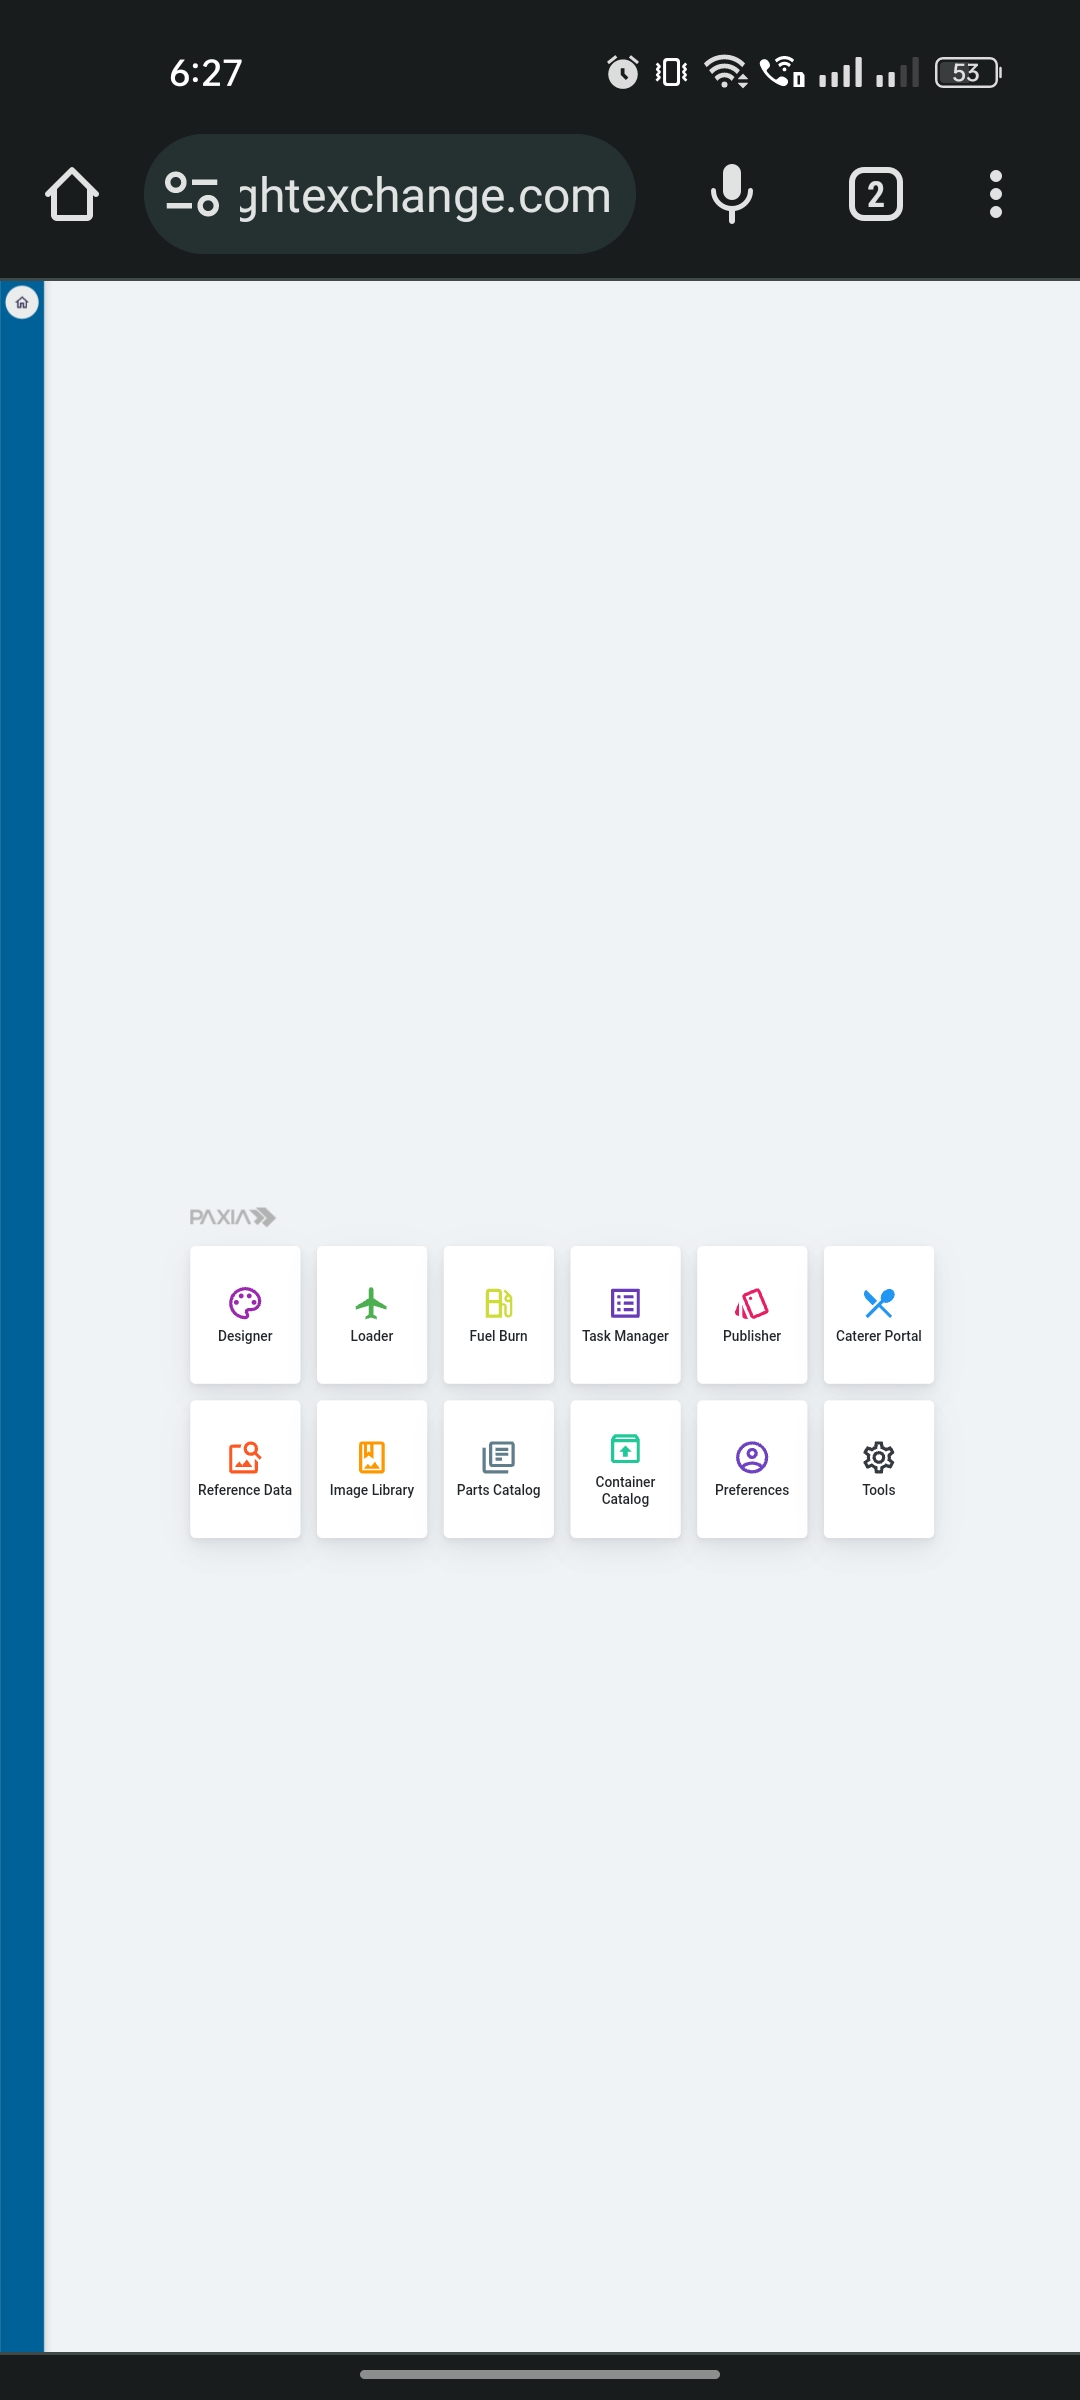 6:27
53
ghtexchange.com
2
PAXIA
Designer
Loader
Fuel Burn
Task Manager
Publisher
Caterer Portal
Reference Data
Image Library
Parts Catalog
Container
Catalog
Preferences
Tools